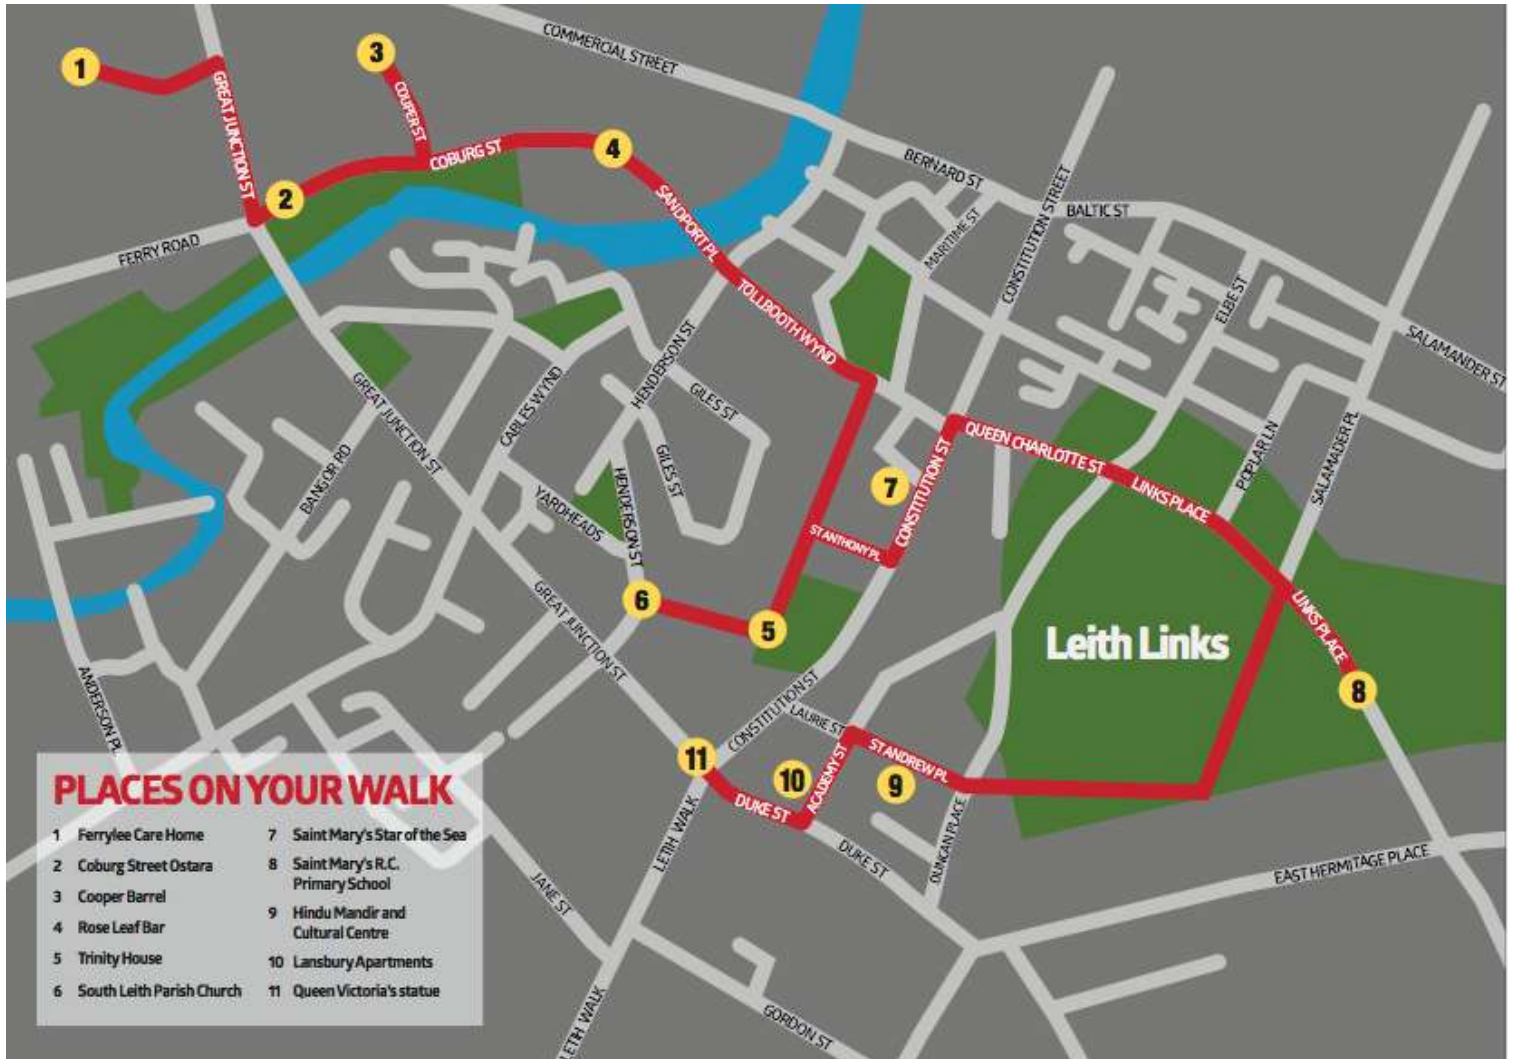 1
3
COMMERCIAL STREET
GREAT JUNCTION ST
COUPER ST
COBURG ST
4
2
SANDPORT PL
BERNARD ST
MARITIME ST
CONSTITUTION STREET
BALTIC ST
FERRY ROAD
TOLLBOOTH WYND
ELBE ST
SALAMANDER ST
HENDERSON ST
GILES ST
GREAT JUNCTION ST
CABLES WYND
GILES ST
QUEEN CHARLOTTE ST
LINKS PLACE
POPLAR LN
SALAMADER PL
BANGOR RD
YARDHEADS
HENDERSON ST
7
CONSTITUTION ST
ST ANTHONY PL
6
5
GREAT JUNCTION ST
Leith Links
LINKS PLACE
8
ANDERSON PL
CONSTITUTION ST
LAURIE ST
11
10
ACADEMY ST
ST ANDREW PL
9
DUKE ST
DUKE ST
DUNCAN PLACE
LETIH WALK
EAST HERMITAGE PLACE
JANE ST
LETIH WALK
GORDON ST
PLACES ON YOUR WALK
1 Ferrylee Care Home
2 Coburg Street Ostara
3 Cooper Barrel
4 Rose Leaf Bar
5 Trinity House
6 South Leith Parish Church
7 Saint Mary's Star of the Sea
8 Saint Mary's R.C.
Primary School
9 Hindu Mandir and
Cultural Centre
10 Lansbury Apartments
11 Queen Victoria's statue